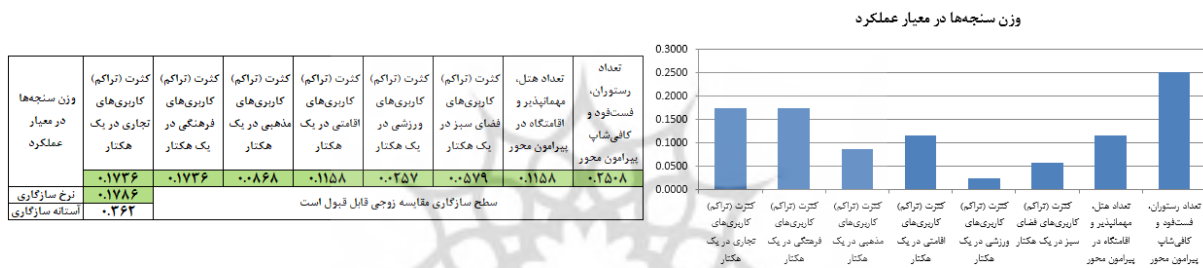 وزن سنجه‌ها در معیار عملکرد
وزن سنجه‌ها
در معیار
عملکرد
کثرت (تراکم)
کاربری‌های
تجاری در یک
هکتار
کثرت (تراکم)
کاربری‌های
فرهنگی در
یک هکتار
کثرت (تراکم)
کاربری‌های
مذهبی در یک
هکتار
کثرت (تراکم)
کاربری‌های
اقامتی در یک
هکتار
کثرت (تراکم)
کاربری‌های
ورزشی در
یک هکتار
کثرت (تراکم)
کاربری‌های
فضای سبز در
یک هکتار
تعداد هتل،
مهمانپذیر و
اقامتگاه در
پیرامون محور
تعداد
رستوران،
فست‌فود و
کافی‌شاپ
پیرامون محور
۰.۱۷۳۶ ۰.۱۷۳۶ ۰.۰۸۶۸ ۰.۱۱۵۸ ۰.۰۲۵۷ ۰.۰۵۷۹ ۰.۱۱۵۸ ۰.۲۵۰۸
نرخ سازگاری ۰.۱۷۸۶
آستانه سازگاری ۰.۳۶۲
سطح سازگاری مقایسه زوجی قابل قبول است
0.3000
0.2500
0.2000
0.1500
0.1000
0.0500
0.0000
کثرت (تراکم)
کاربری‌های
تجاری در یک
هکتار
کثرت (تراکم)
کاربری‌های
فرهنگی در یک
هکتار
کثرت (تراکم)
کاربری‌های
مذهبی در یک
هکتار
کثرت (تراکم)
کاربری‌های
اقامتی در یک
هکتار
کثرت (تراکم)
کاربری‌های
ورزشی در یک
هکتار
کثرت (تراکم)
کاربری‌های فضای
سبز در یک هکتار
تعداد هتل،
مهمانپذیر و
اقامتگاه در
پیرامون محور
تعداد رستوران،
فست‌فود و
کافی‌شاپ
پیرامون محور